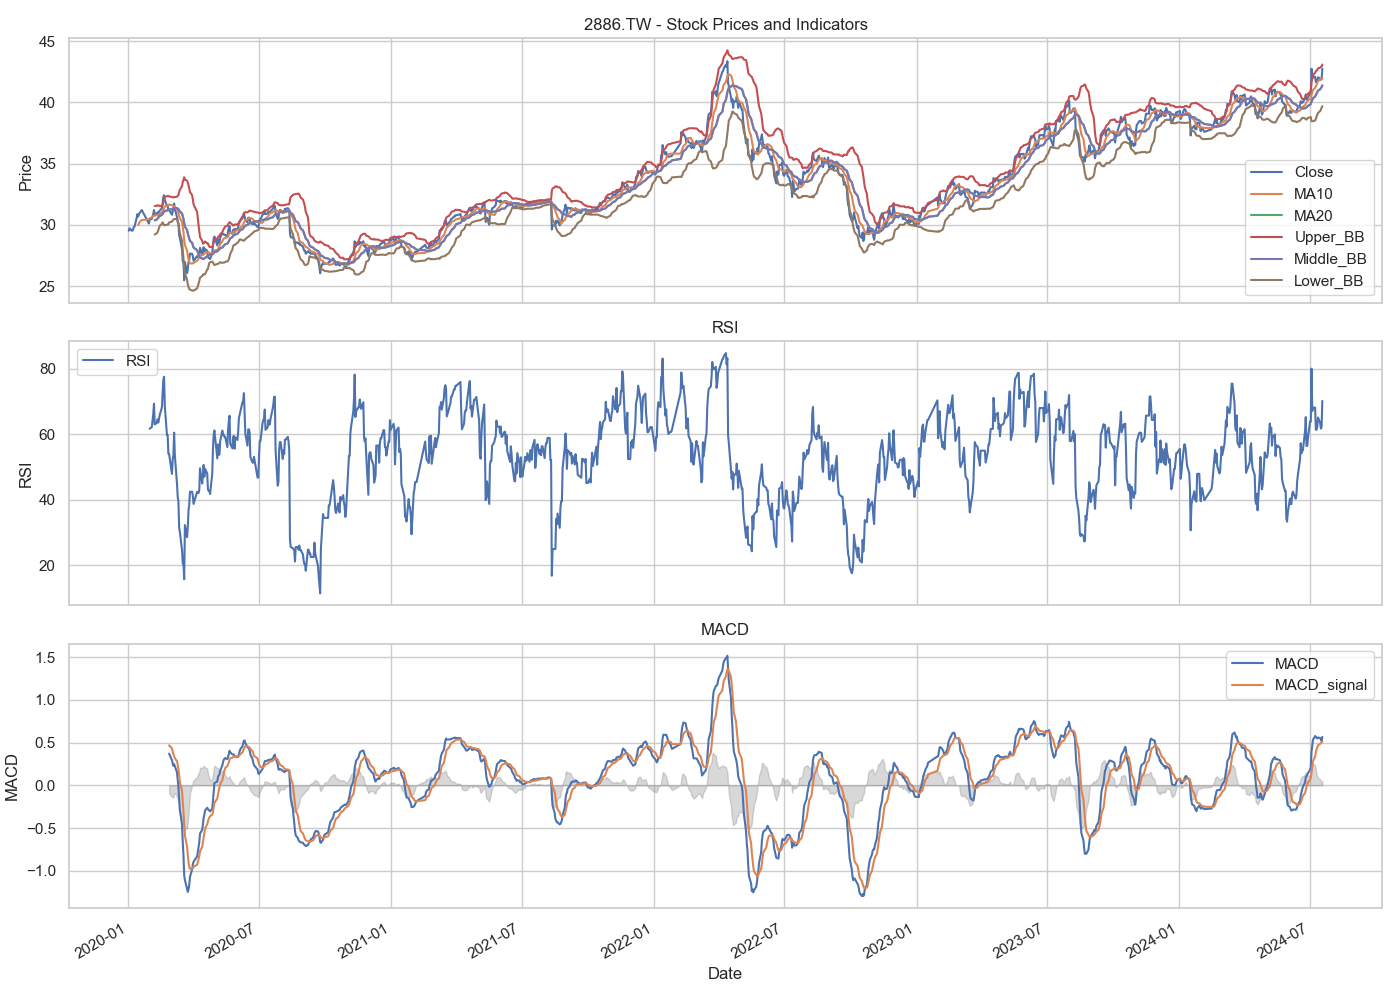 2886.TW - Stock Prices and Indicators
Price
45
40
35
30
25
Close
MA10
MA20
Upper_BB
Middle_BB
Lower_BB
RSI
RSI
80
60
40
20
RSI
MACD
MACD
1.5
1.0
0.5
0.0
−0.5
−1.0
MACD
MACD_signal
2020-01
2020-07
2021-01
2021-07
2022-01
2022-07
2023-01
2023-07
2024-01
2024-07
Date